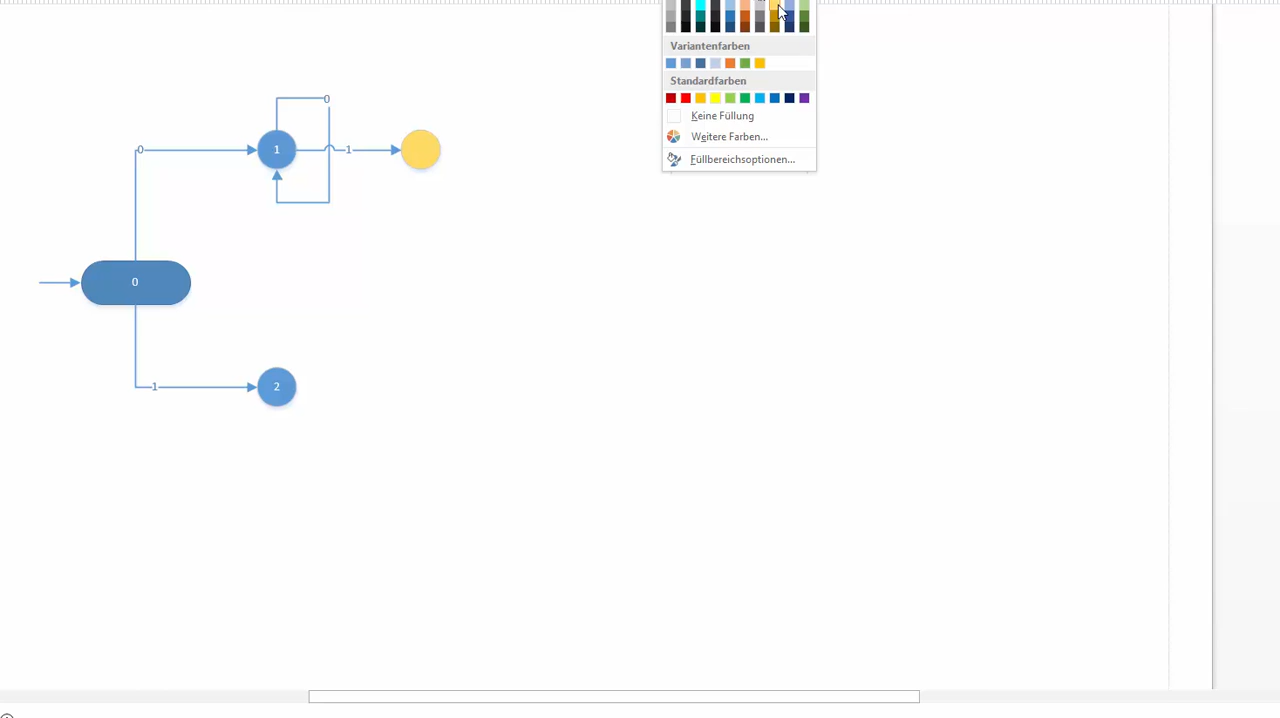 Variantenfarben
Standardfarben
Keine Füllung
Weitere Farben...
Füllbereichsoptionen...
0
0
1
1
0
1
2